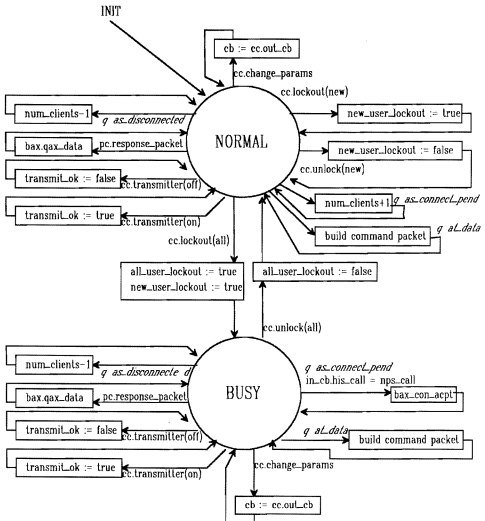 INIT
cb := cc.out_cb
cc.change_params
cc.lockout(new)
num_clients-1
q as_disconnected
new_user_lockout := true
NORMAL
bax.qax_data
pc.response_packet
new_user_lockout := false
cc.unlock(new)
transmit_ok := false
cc.transmitter(off)
num_clients+1
q as_connect_pend
transmit_ok := true
cc.transmitter(on)
build command packet
q at_data
cc.lockout(all)
all_user_lockout := true
new_user_lockout := true
all_user_lockout := false
cc.unlock(all)
num_clients-1
q as_disconnecte d
q as_connect_pend
in_cb.his_call = nps_call
BUSY
bax.qax_data
pc.response_packet
bax_con_acpt
transmit_ok := false
cc.transmitter(off)
q at_data
build command packet
transmit_ok := true
cc.transmitter(on)
cc.change_params
cb := cc.out_cb